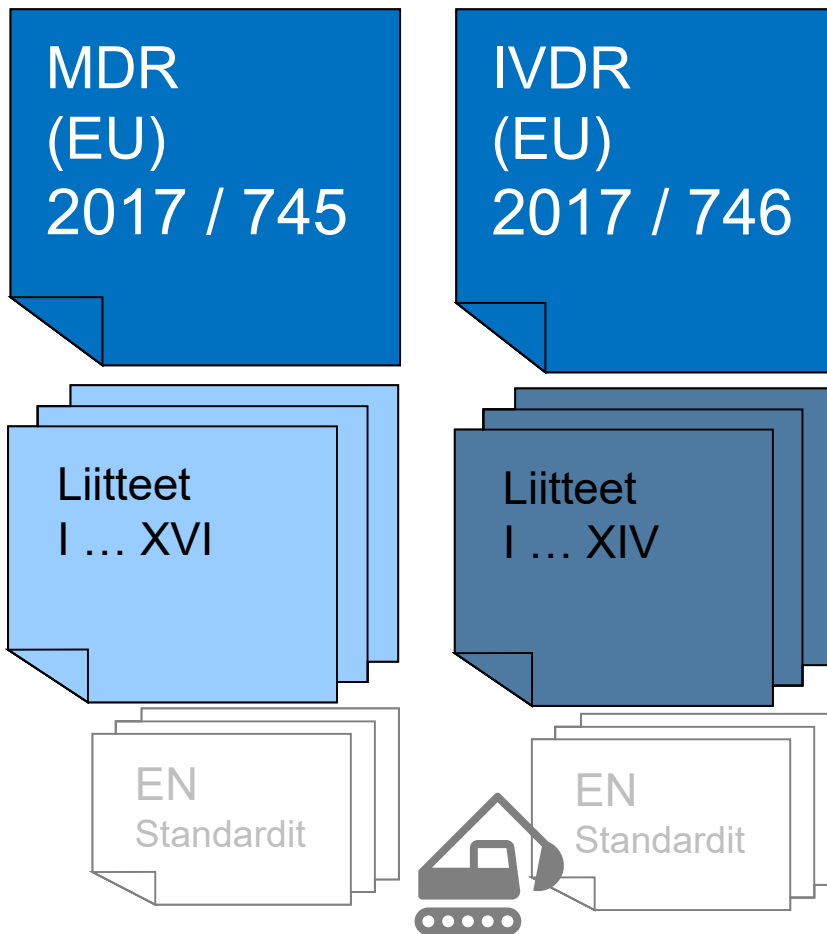 MDR
(EU)
2017 / 745
IVDR
(EU)
2017 / 746
Liitteet
I … XVI
Liitteet
I … XIV
EN
Standardit
EN
Standardit